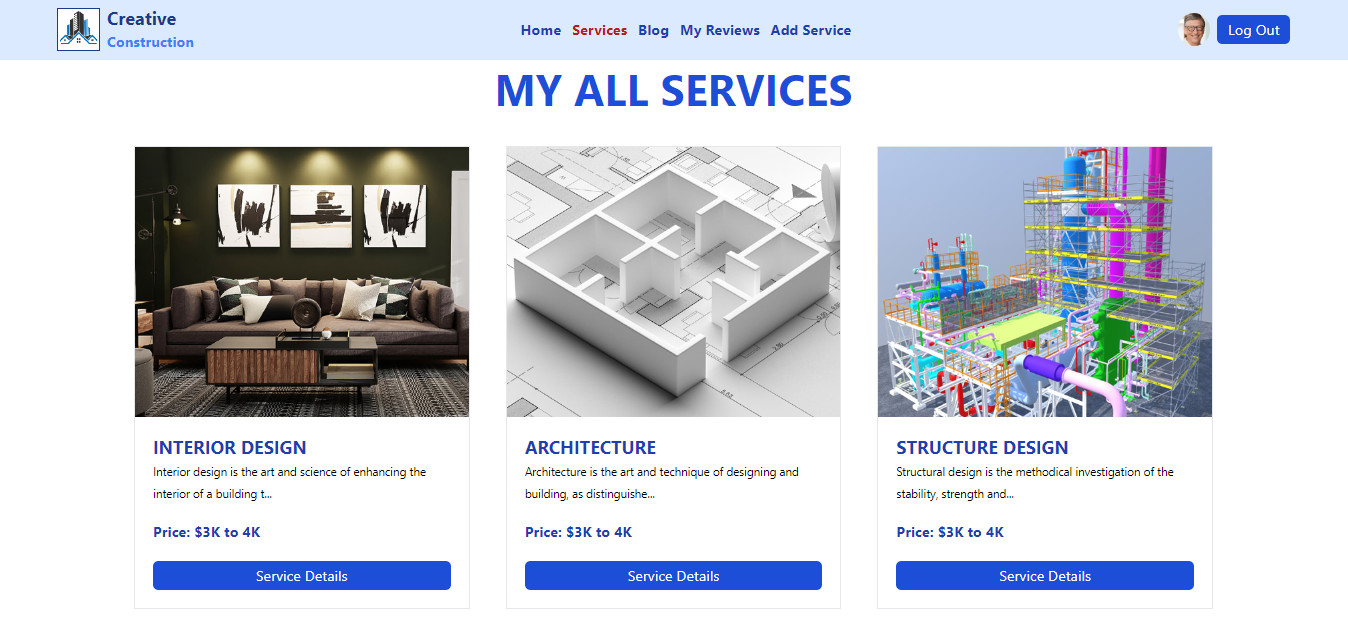 Creative
Construction
Home Services Blog My Reviews Add Service
Log Out
MY ALL SERVICES
INTERIOR DESIGN
Interior design is the art and science of enhancing the
interior of a building t...
Price: $3K to 4K
Service Details
ARCHITECTURE
Architecture is the art and technique of designing and
building, as distinguishe...
Price: $3K to 4K
Service Details
STRUCTURE DESIGN
Structural design is the methodical investigation of the
stability, strength and...
Price: $3K to 4K
Service Details